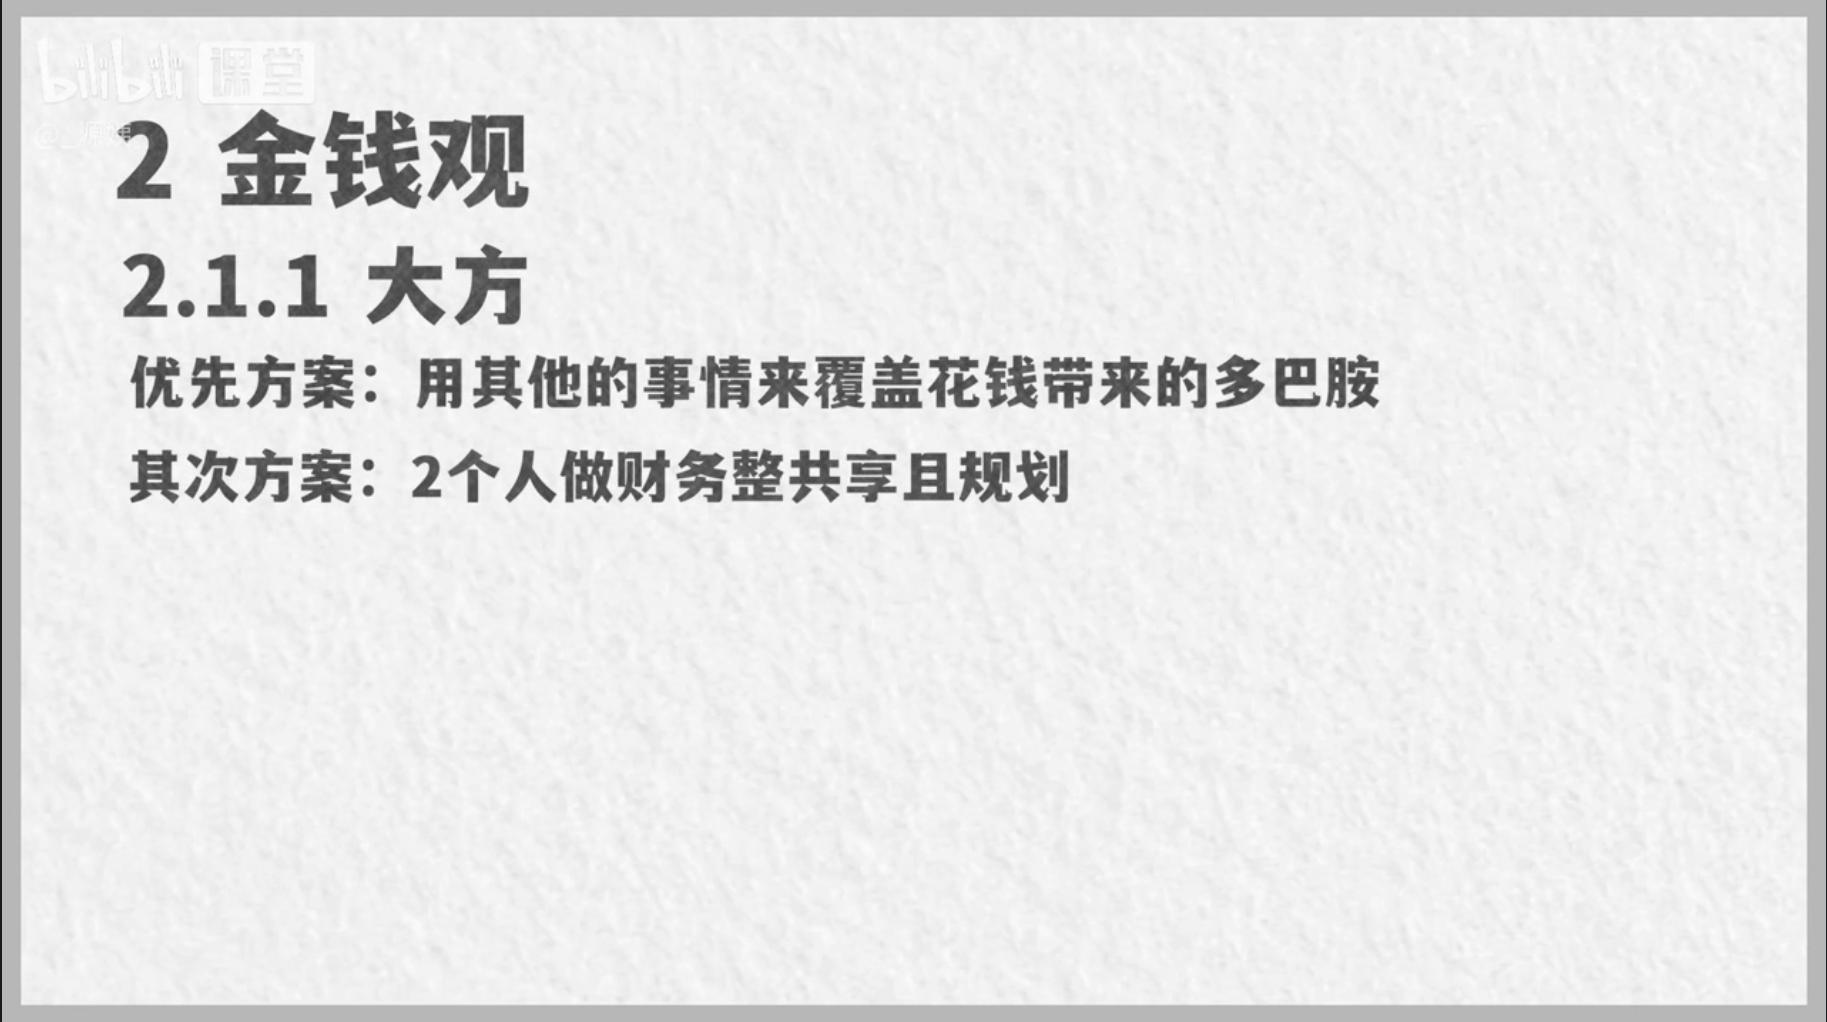 bilibili 课堂
2 金钱观
2.1.1 大方
优先方案：用其他的事情来覆盖花钱带来的多巴胺
其次方案：2个人做财务整共享且规划